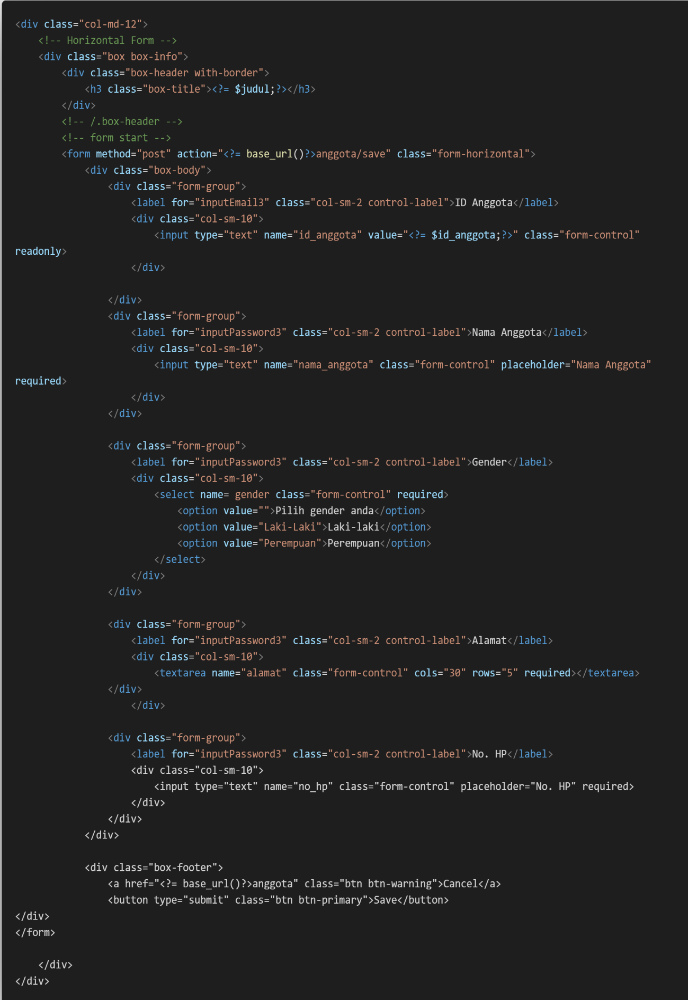 <div class="col-md-12">
    <!-- Horizontal Form -->
    <div class="box box-info">
        <div class="box-header with-border">
            <h3 class="box-title"><?= $judul;?></h3>
        </div>
        <!-- /.box-header -->
        <!-- form start -->
        <form method="post" action="<?= base_url()?>anggota/save" class="form-horizontal">
            <div class="box-body">
                <div class="form-group">
                    <label for="inputEmail3" class="col-sm-2 control-label">ID Anggota</label>
                    <div class="col-sm-10">
                        <input type="text" name="id_anggota" value="<?= $id_anggota;?>" class="form-control"
readonly>
                    </div>

                </div>
                <div class="form-group">
                    <label for="inputPassword3" class="col-sm-2 control-label">Nama Anggota</label>
                    <div class="col-sm-10">
                        <input type="text" name="nama_anggota" class="form-control" placeholder="Nama Anggota"
required>
                    </div>
                </div>

                <div class="form-group">
                    <label for="inputPassword3" class="col-sm-2 control-label">Gender</label>
                    <div class="col-sm-10">
                        <select name= gender class="form-control" required>
                            <option value="">Pilih gender anda</option>
                            <option value="Laki-Laki">Laki-laki</option>
                            <option value="Perempuan">Perempuan</option>
                        </select>
                    </div>
                </div>

                <div class="form-group">
                    <label for="inputPassword3" class="col-sm-2 control-label">Alamat</label>
                    <div class="col-sm-10">
                        <textarea name="alamat" class="form-control" cols="30" rows="5" required></textarea>
                </div>
                    </div>

                <div class="form-group">
                    <label for="inputPassword3" class="col-sm-2 control-label">No. HP</label>
                    <div class="col-sm-10">
                        <input type="text" name="no_hp" class="form-control" placeholder="No. HP" required>
                    </div>
                </div>
            </div>

            <div class="box-footer">
                <a href="<?= base_url()?>anggota" class="btn btn-warning">Cancel</a>
                <button type="submit" class="btn btn-primary">Save</button>
</div>
</form>

    </div>
</div>